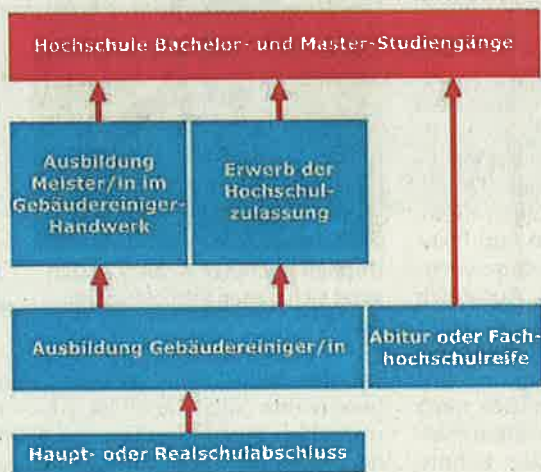 Hochschule Bachelor- und Master-Studiengänge
Ausbildung
Meister/in im
Gebäudereiniger-
Handwerk
Erwerb der
Hochschul-
zulassung
Ausbildung Gebäudereiniger/in
Abitur oder Fach-
hochschulreife
Haupt- oder Realschulabschluss